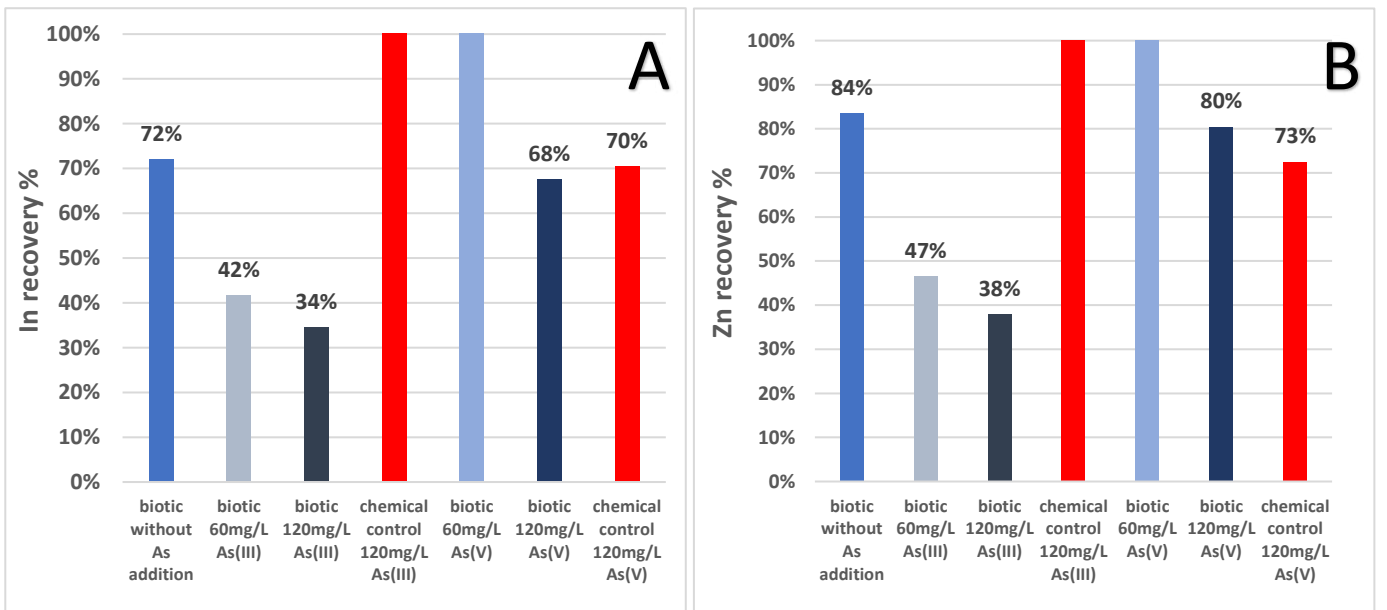 A
In recovery %
100%
90%
80%
70%
60%
50%
40%
30%
20%
10%
0%
72%
42%
34%
68%
70%
biotic without As addition
biotic 60mg/L As(III)
biotic 120mg/L As(III)
chemical control 120mg/L As(III)
biotic 60mg/L As(V)
biotic 120mg/L As(V)
chemical control 120mg/L As(V)
B
Zn recovery %
100%
90%
80%
70%
60%
50%
40%
30%
20%
10%
0%
84%
47%
38%
80%
73%
biotic without As addition
biotic 60mg/L As(III)
biotic 120mg/L As(III)
chemical control 120mg/L As(III)
biotic 60mg/L As(V)
biotic 120mg/L As(V)
chemical control 120mg/L As(V)